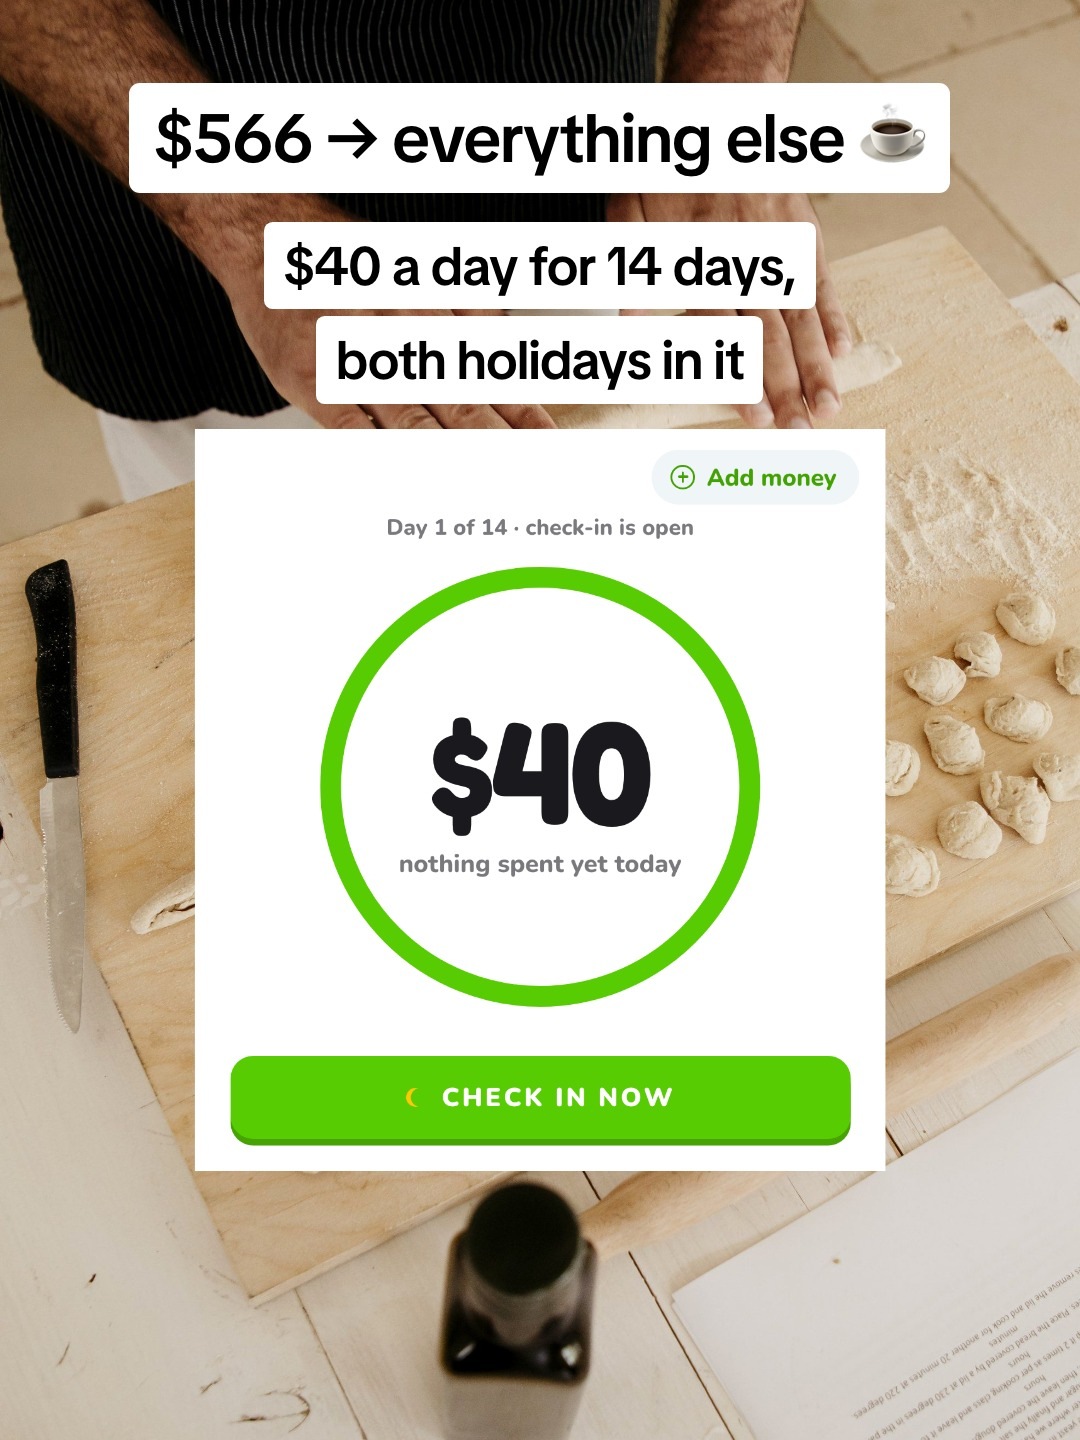 $566 → everything else ☕
$40 a day for 14 days,
both holidays in it
Add money
Day 1 of 14 · check-in is open
$40
nothing spent yet today
CHECK IN NOW